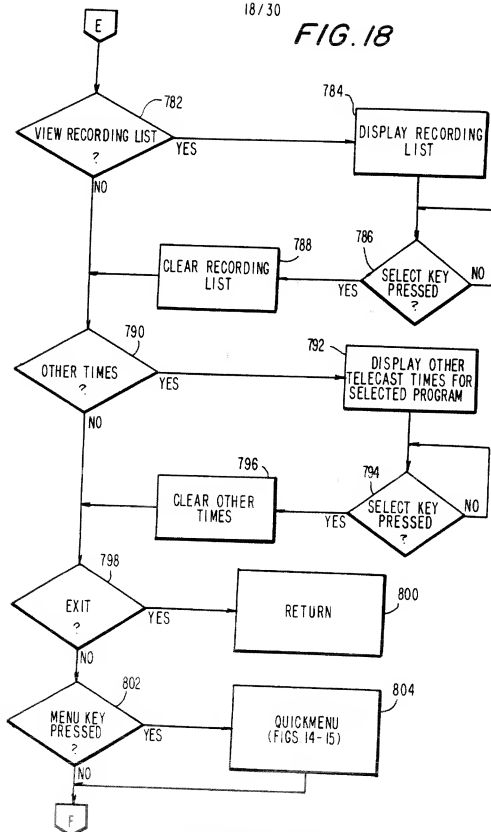 18/30
FIG. 18
E
782
VIEW RECORDING LIST
?
YES
NO
784
DISPLAY RECORDING
LIST
786
SELECT KEY
PRESSED
?
NO
YES
788
CLEAR RECORDING
LIST
790
OTHER TIMES
?
YES
NO
792
DISPLAY OTHER
TELECAST TIMES FOR
SELECTED PROGRAM
794
SELECT KEY
PRESSED
?
NO
YES
796
CLEAR OTHER
TIMES
798
EXIT
?
YES
NO
800
RETURN
802
MENU KEY
PRESSED
?
YES
NO
804
QUICKMENU
(FIGS 14-15)
F